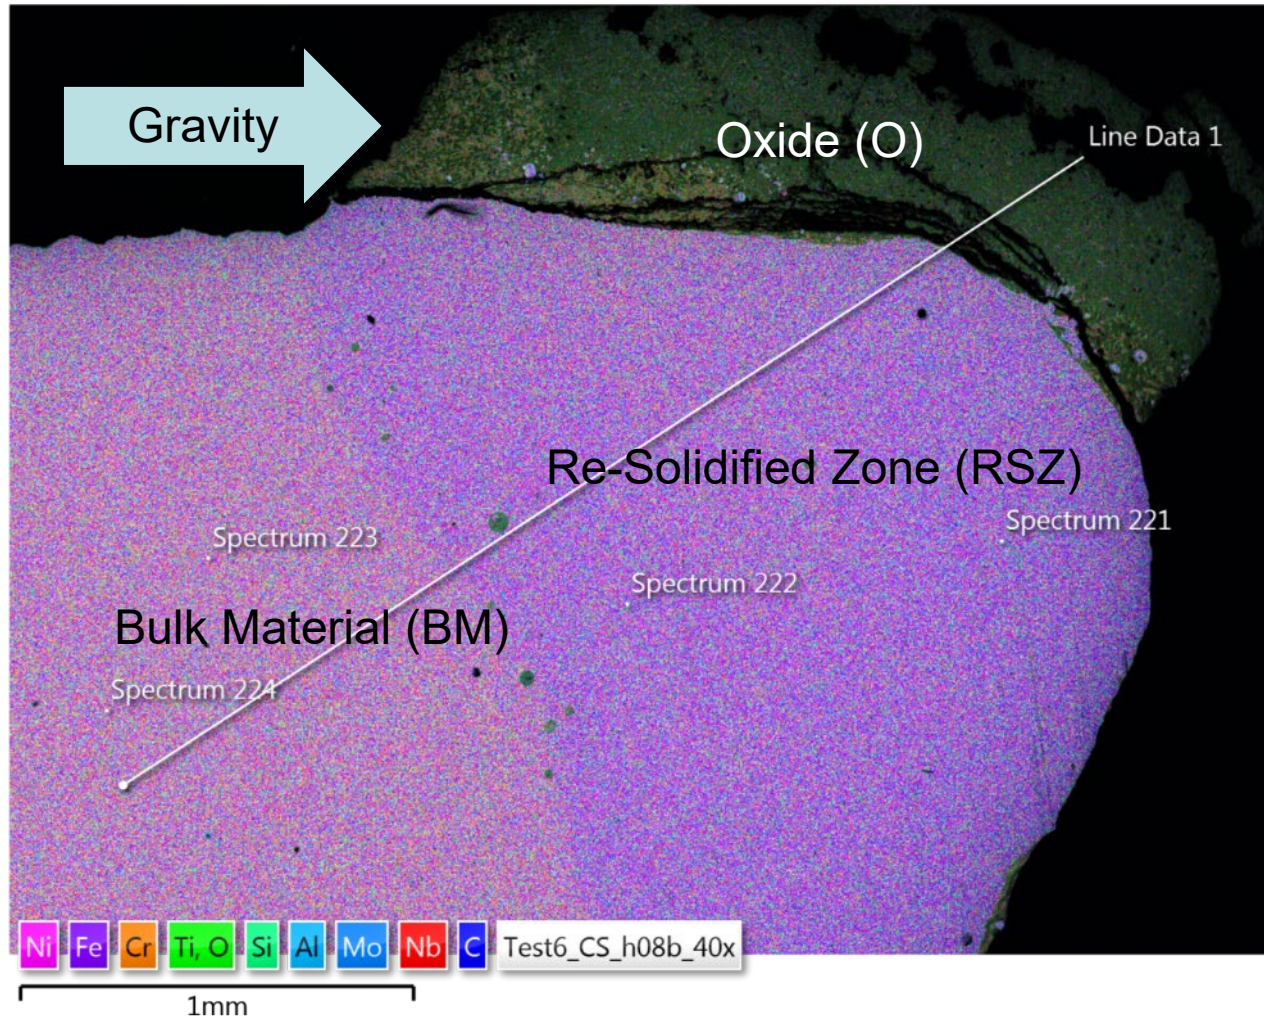 Gravity
Oxide (O)
Line Data 1
Re-Solidified Zone (RSZ)
Spectrum 221
Spectrum 223
Spectrum 222
Bulk Material (BM)
Spectrum 224
Ni Fe Cr Ti, O Si Al Mo Nb C Test6_CS_h08b_40x
1mm